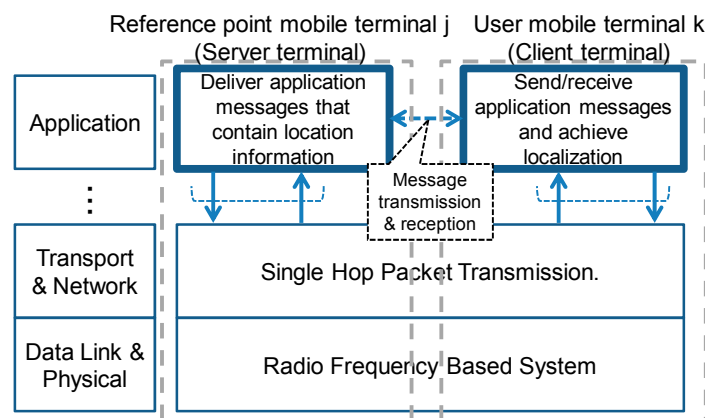 Reference point mobile terminal j
(Server terminal)
User mobile terminal k
(Client terminal)
Application
Deliver application
messages that
contain location
information
Send/receive
application messages
and achieve
localization
Message
transmission
& reception
Transport
& Network
Single Hop Packet Transmission.
Data Link &
Physical
Radio Frequency Based System